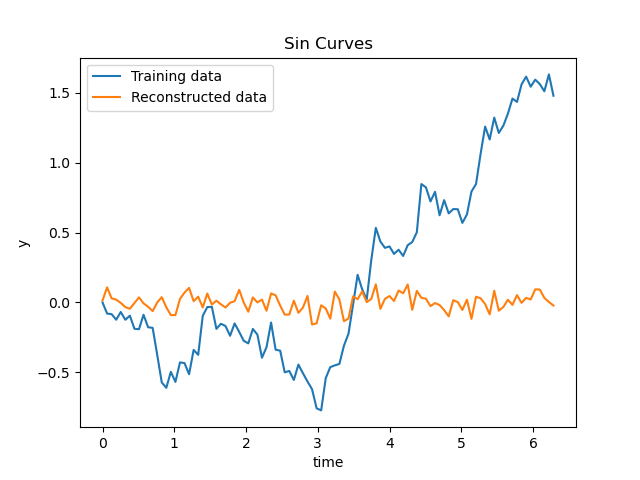 Sin Curves
Training data
Reconstructed data
y
1.5
1.0
0.5
0.0
−0.5
0 1 2 3 4 5 6
time